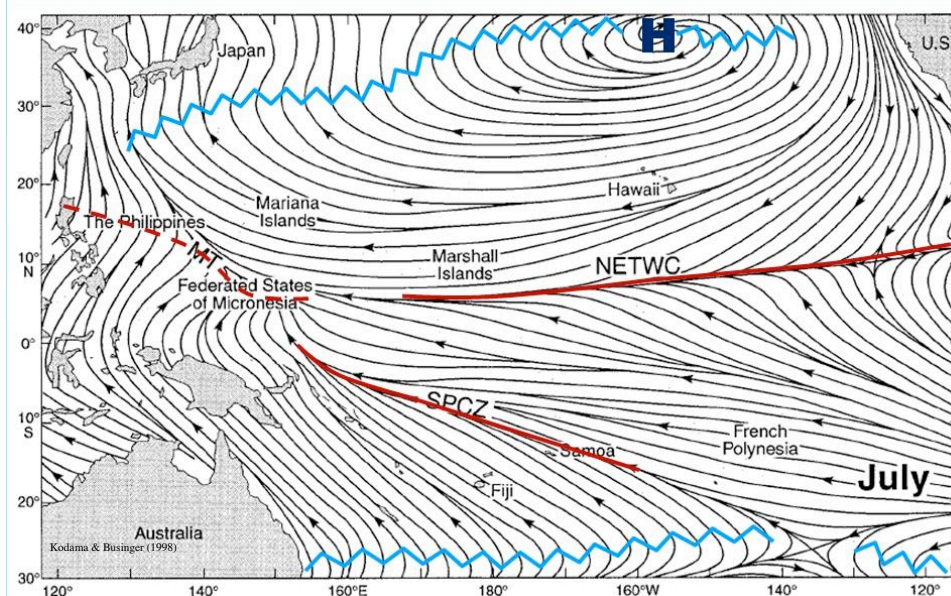 40°
H
Japan
U.S
30°
20°
Hawaii
Mariana
Islands
The Philippines
10°
N
MT
Marshall
Islands
NETWC
Federated States
of Micronesia
0°
10°
S
SPCZ
French
Polynesia
Samoa
July
20°
Fiji
Australia
Kodama & Businger (1998)
30°
120°
140°
160°E
180°
160°W
140°
120°